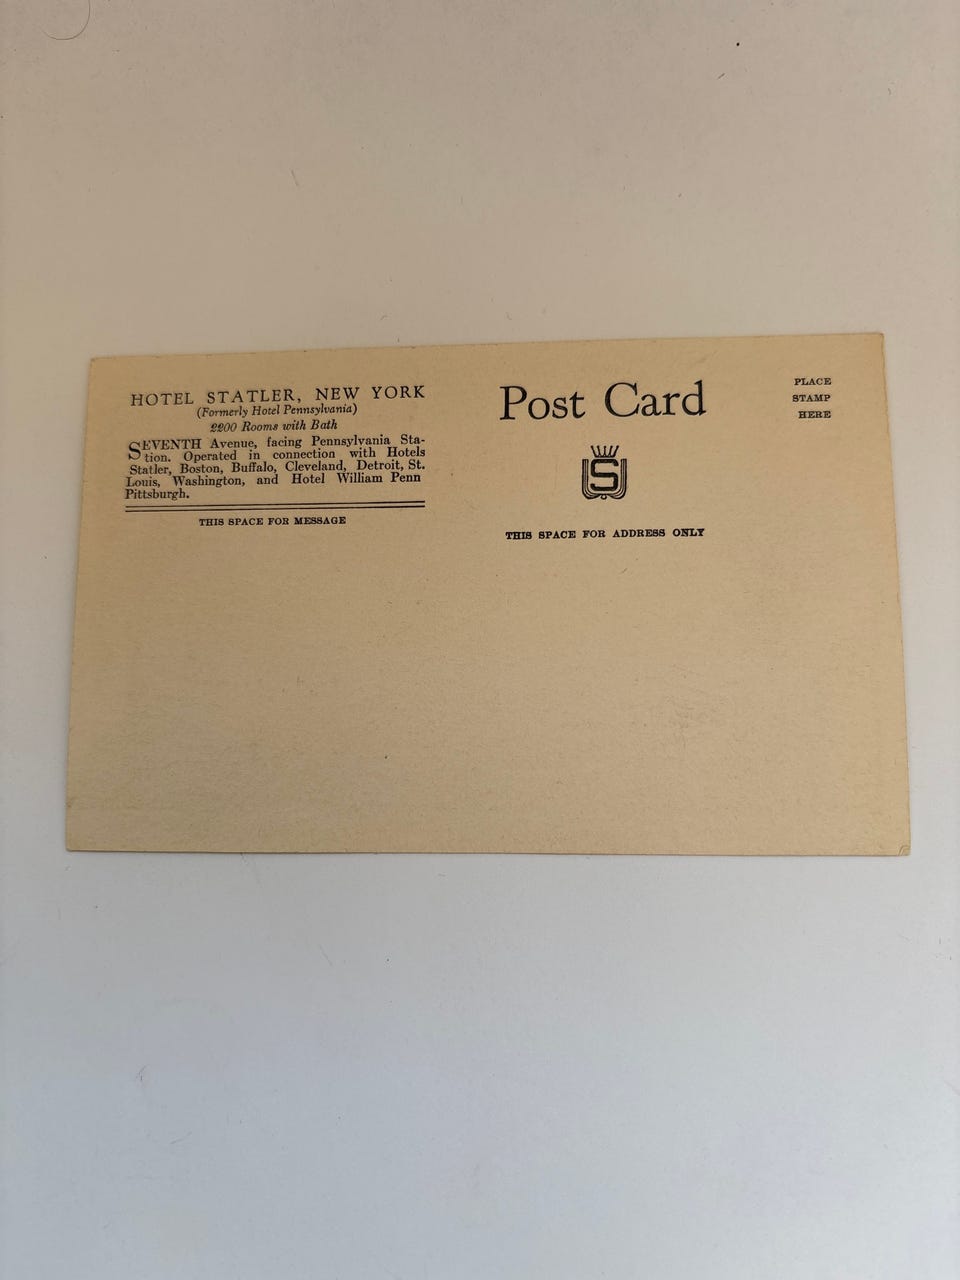 HOTEL STATLER, NEW YORK
(Formerly Hotel Pennsylvania)
2200 Rooms with Bath
SEVENTH Avenue, facing Pennsylvania Sta-
tion. Operated in connection with Hotels
Statler, Boston, Buffalo, Cleveland, Detroit, St.
Louis, Washington, and Hotel William Penn
Pittsburgh.
THIS SPACE FOR MESSAGE
Post Card
S
THIS SPACE FOR ADDRESS ONLY
PLACE
STAMP
HERE